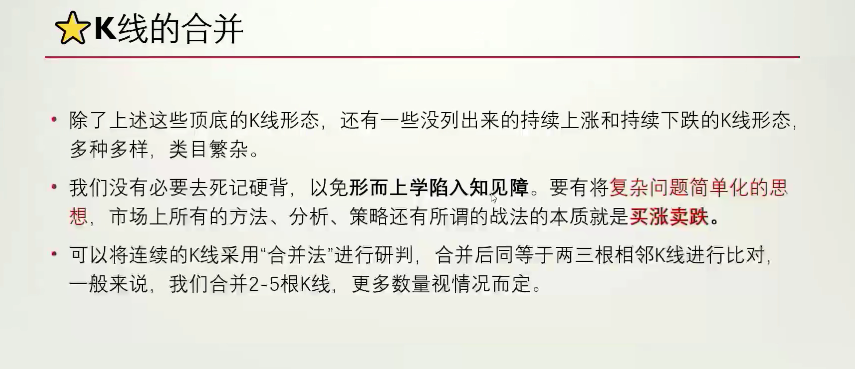 K线的合并
除了上述这些顶底的K线形态，还有一些没列出来的持续上涨和持续下跌的K线形态，
多种多样，类目繁杂。
我们没有必要去死记硬背，以免形而上学陷入知见障。要有将复杂问题简单化的思
想，市场上所有的方法、分析、策略还有所谓的战法的本质就是买涨卖跌。
可以将连续的K线采用“合并法”进行研判，合并后同等于两三根相邻K线进行比对，
一般来说，我们合并2-5根K线，更多数量视情况而定。